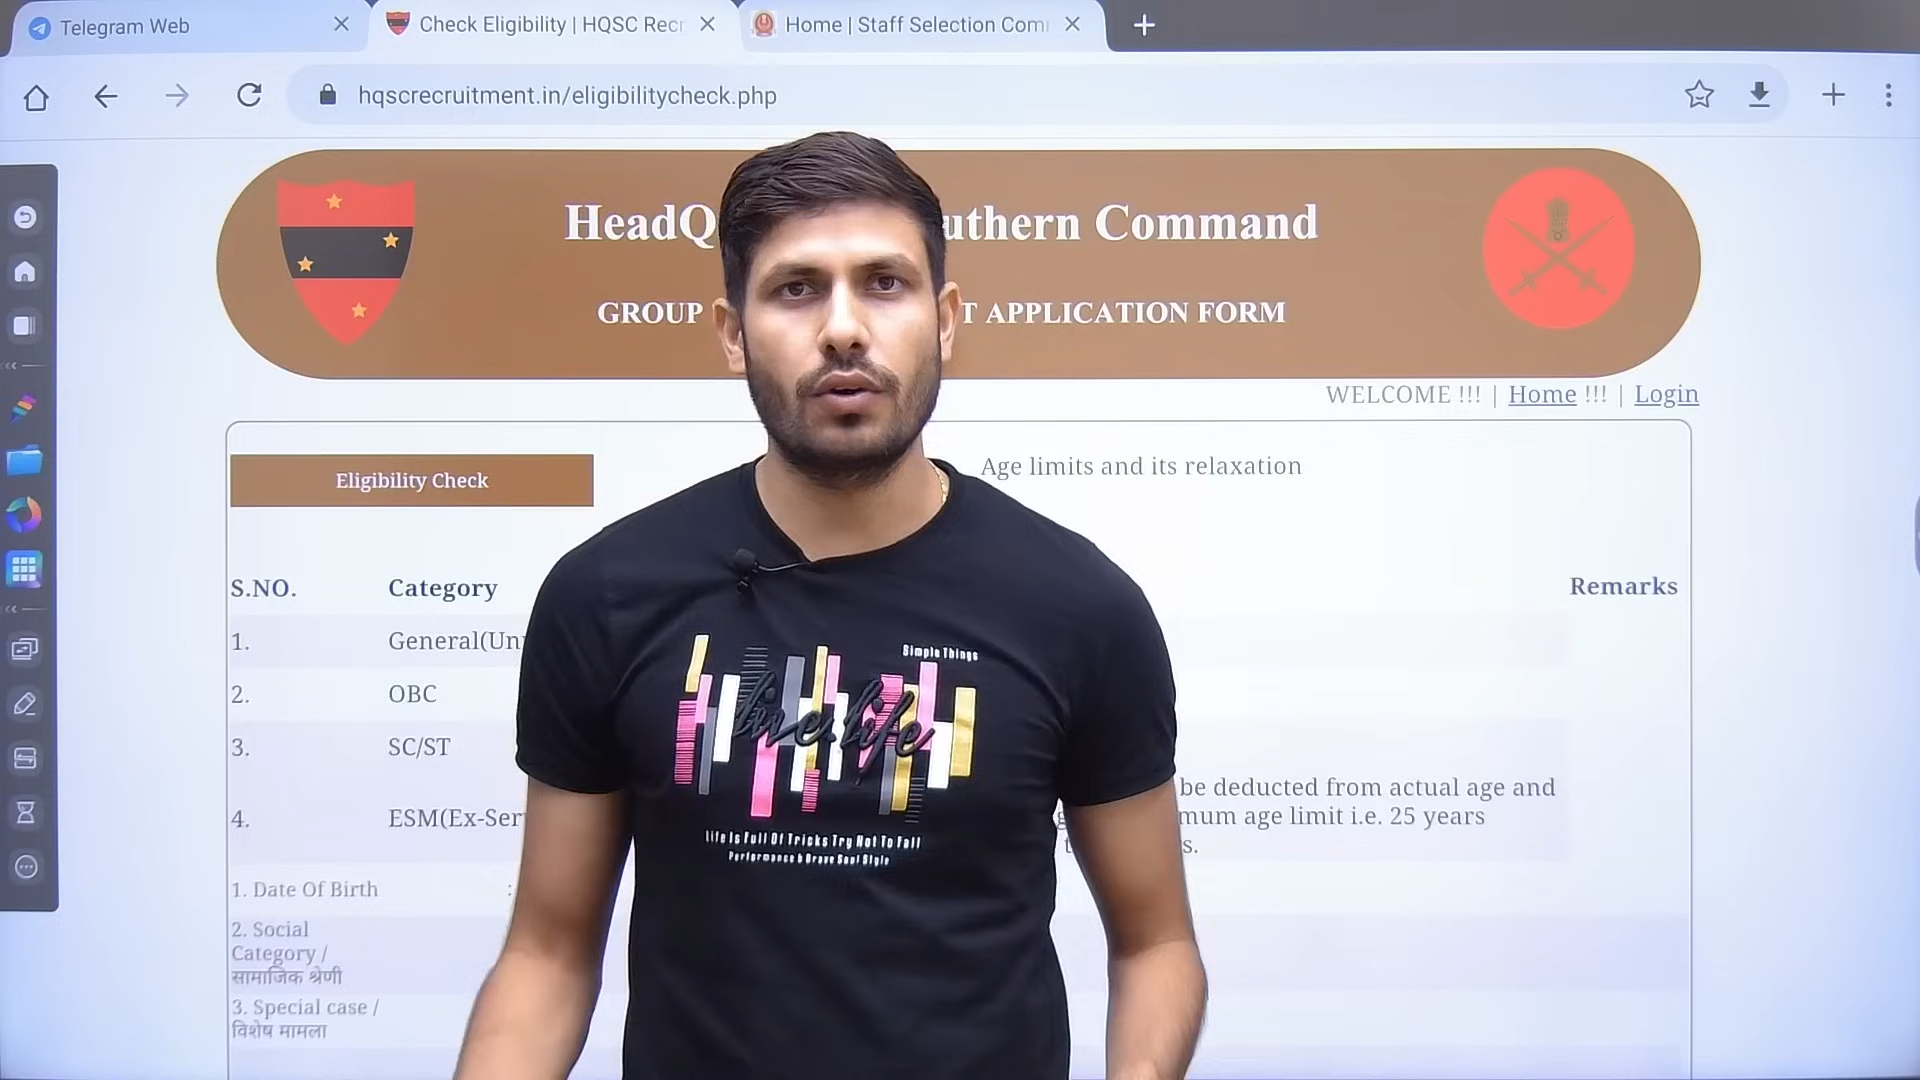 Telegram Web
Check Eligibility | HQSC Recr
Home | Staff Selection Com
hqscrecruitment.in/eligibilitycheck.php
HeadQ uthern Command
GROUP T APPLICATION FORM
WELCOME !!! | Home !!! | Login
Eligibility Check
Age limits and its relaxation
S.NO. Category Remarks
1. General(Un
2. OBC
3. SC/ST
4. ESM(Ex-Ser
be deducted from actual age and
mum age limit i.e. 25 years
s.
1. Date Of Birth :
2. Social
Category /
सामाजिक श्रेणी
3. Special case /
विशेष मामला
Simple Things
live.life
Life Is Full Of Tricks Try Not To Fall
Performance & Brave Soul Style